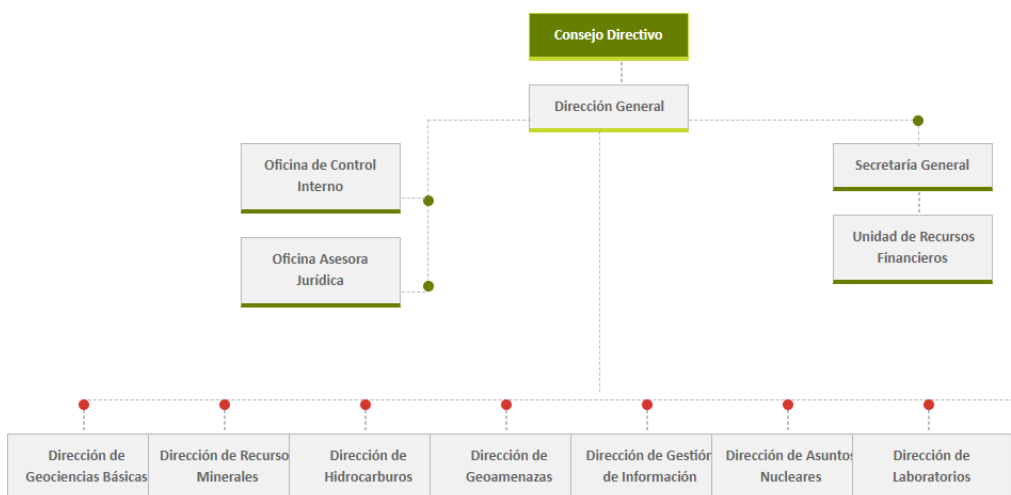 Consejo Directivo
Dirección General
Oficina de Control
Interno
Secretaría General
Oficina Asesora
Jurídica
Unidad de Recursos
Financieros
Dirección de
Geociencias Básicas
Dirección de Recurso
Minerales
Dirección de
Hidrocarburos
Dirección de
Geoamenazas
Dirección de Gestión
de Información
Dirección de Asuntos
Nucleares
Dirección de
Laboratorios